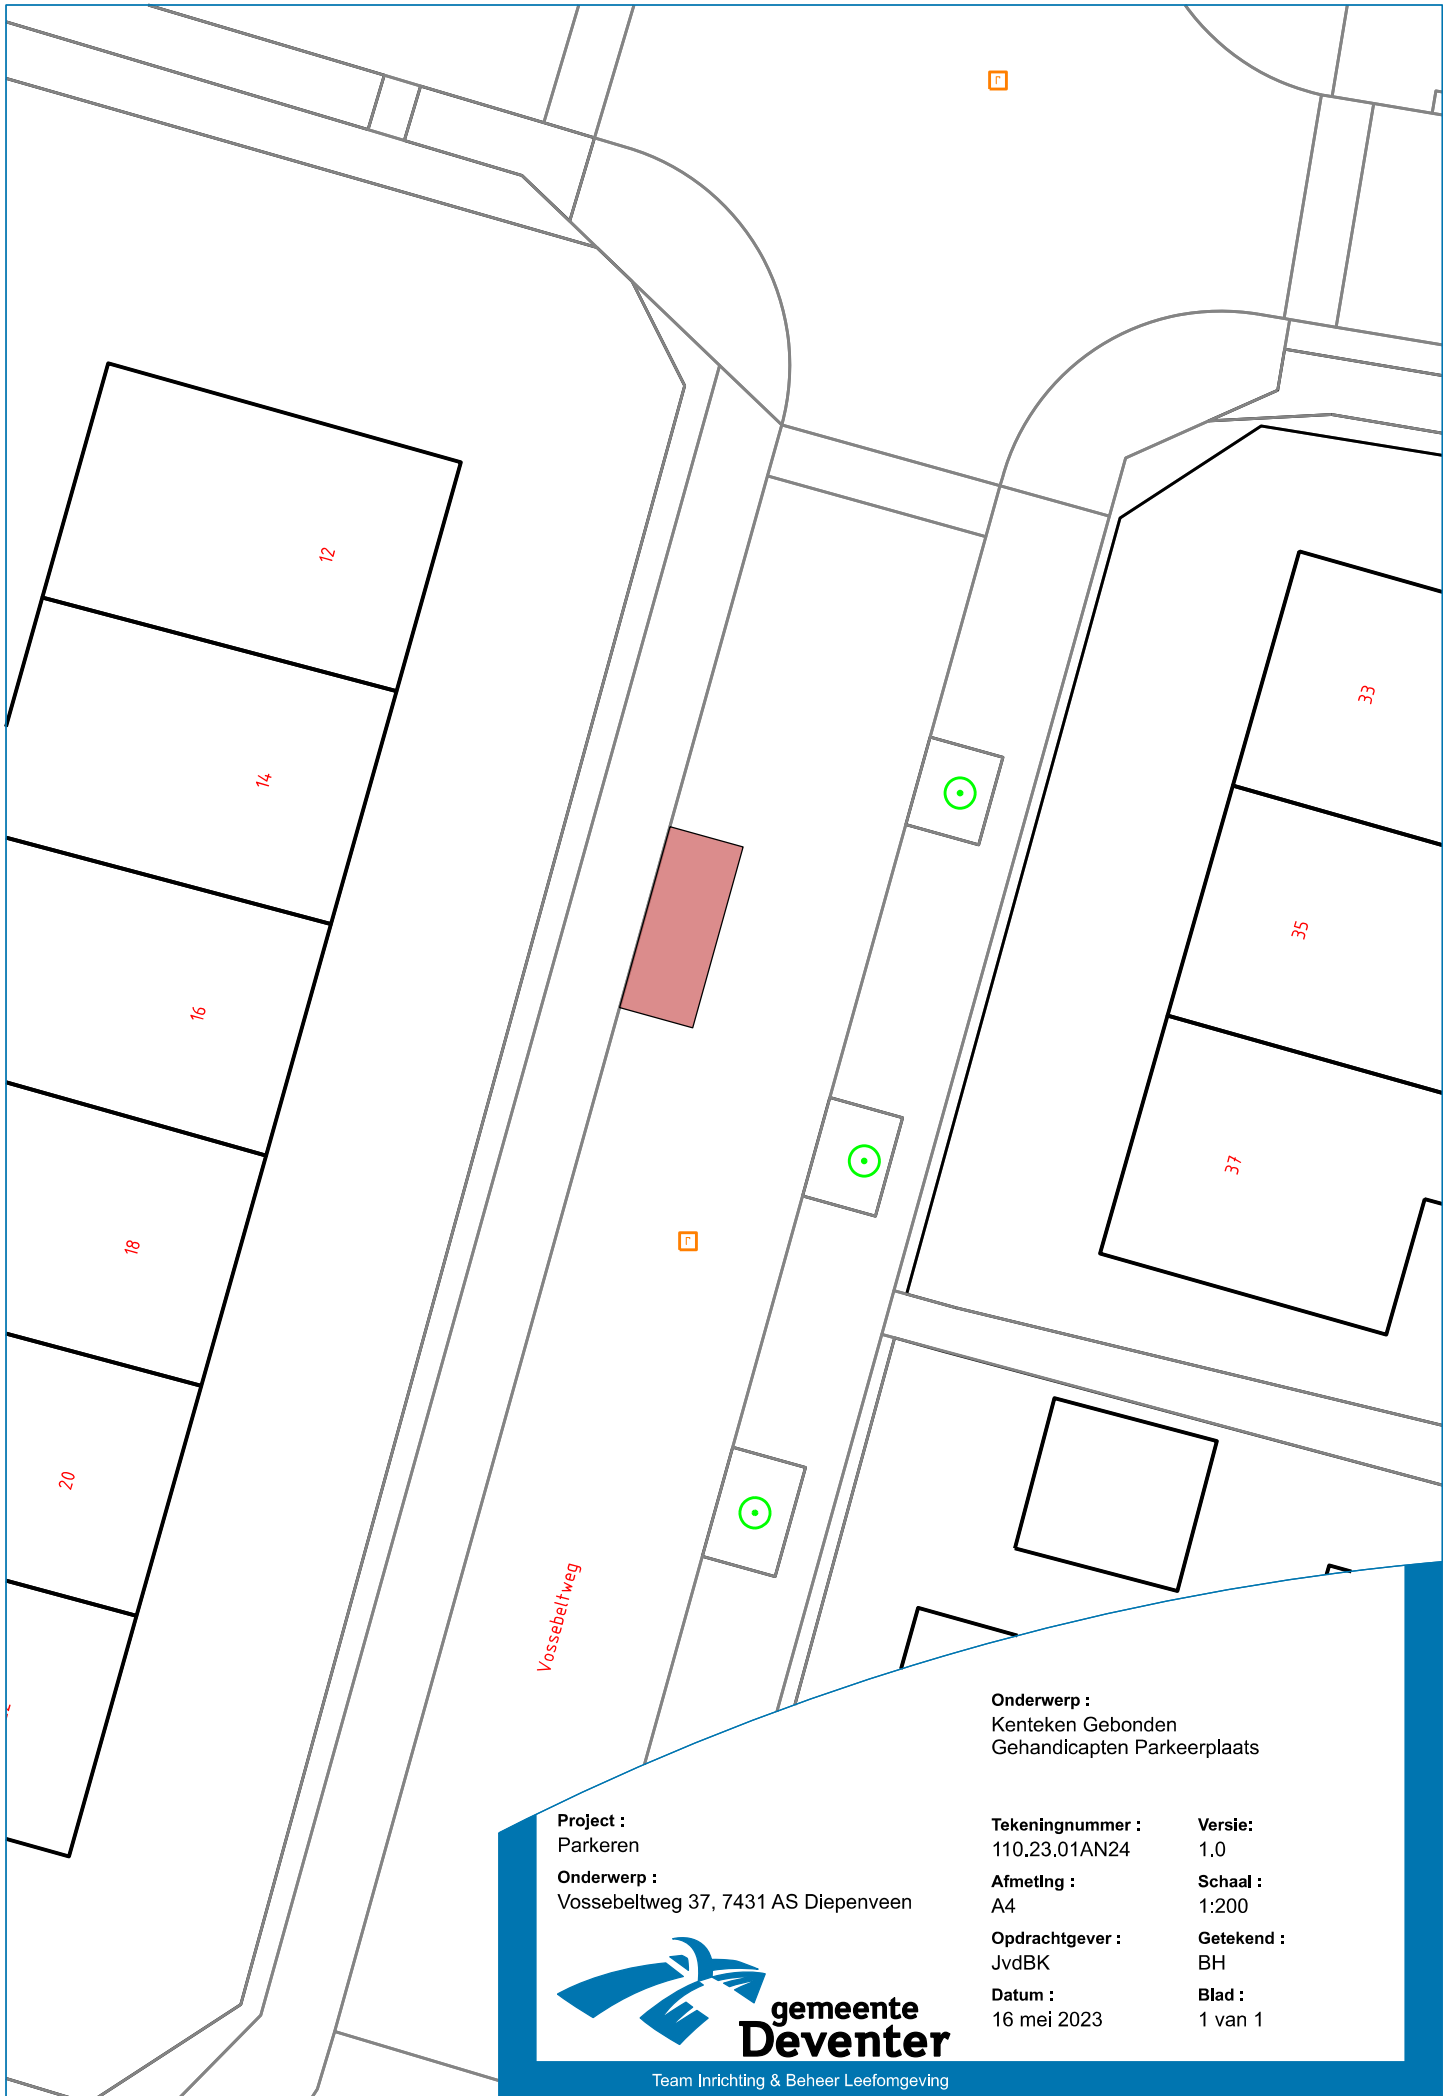 12
14
16
18
20
33
35
37
Vossebeltweg
Onderwerp :
Kenteken Gebonden
Gehandicapten Parkeerplaats
Project :
Parkeren
Onderwerp :
Vossebeltweg 37, 7431 AS Diepenveen
Tekeningnummer :
110.23.01AN24
Versie:
1.0
Afmeting :
A4
Schaal :
1:200
Opdrachtgever :
JvdBK
Getekend :
BH
Datum :
16 mei 2023
Blad :
1 van 1
gemeente
Deventer
Team Inrichting & Beheer Leefomgeving